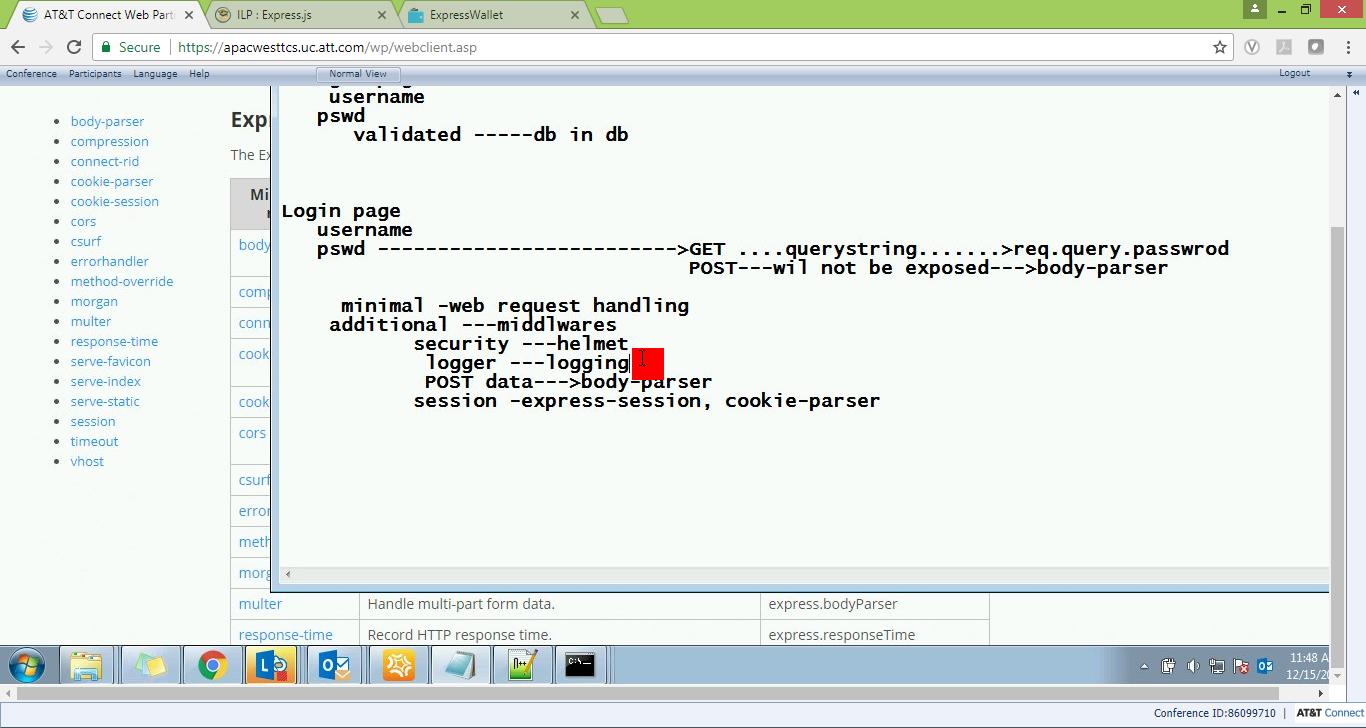 AT&T Connect Web Part
ILP : Express.js
ExpressWallet
Secure
https://apacwesttcs.uc.att.com/wp/webclient.asp
Conference Participants Language Help
Normal View
Logout
username
pswd
validated -----db in db
Login page
username
pswd ------------------------->GET ....querystring.......>req.query.passwrod
POST---wil not be exposed--->body-parser
minimal -web request handling
additional ---middlwares
security ---helmet
logger ---logging
POST data--->body-parser
session -express-session, cookie-parser
body-parser
compression
connect-rid
cookie-parser
cookie-session
cors
csurf
errorhandler
method-override
morgan
multer
response-time
serve-favicon
serve-index
serve-static
session
timeout
vhost
Exp
The Ex
Mi
body
comp
conn
cook
cook
cors
csurf
error
meth
morg
multer Handle multi-part form data. express.bodyParser
response-time Record HTTP response time. express.responseTime
11:48 A
12/15/20
Conference ID:86099710 | AT&T Connect